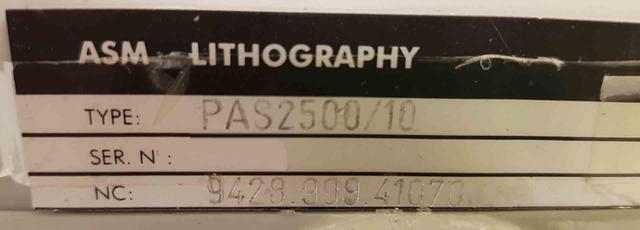 ASM LITHOGRAPHY
TYPE: PAS2500/10
SER. N°:
NC: 9428.999.41070